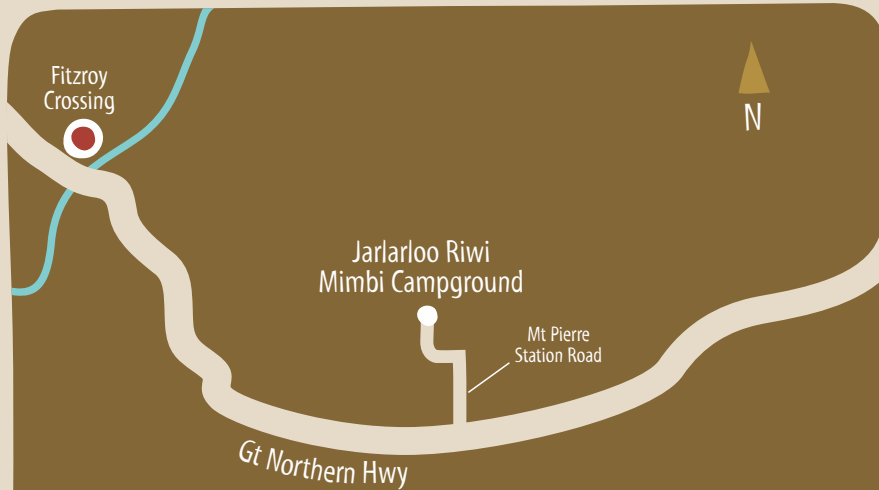 Fitzroy
Crossing
N
Jarlarloo Riwi
Mimbi Campground
Mt Pierre
Station Road
Gt Northern Hwy